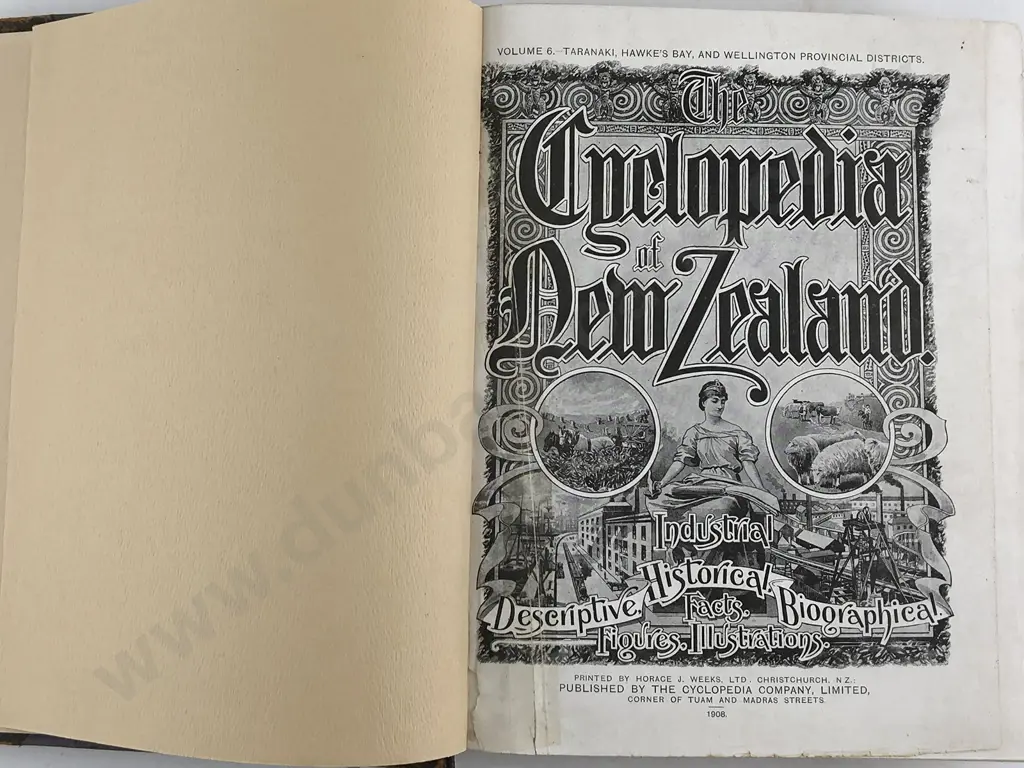 VOLUME 6.—TARANAKI, HAWKE'S BAY, AND WELLINGTON PROVINCIAL DISTRICTS.
The
Cyclopedia
of
New Zealand.
Industrial
Descriptive, Historical, Biographical,
Facts,
Figures, Illustrations.
PRINTED BY HORACE J. WEEKS, LTD. CHRISTCHURCH, N.Z.;
PUBLISHED BY THE CYCLOPEDIA COMPANY, LIMITED,
CORNER OF TUAM AND MADRAS STREETS.
1908.
www.dunba